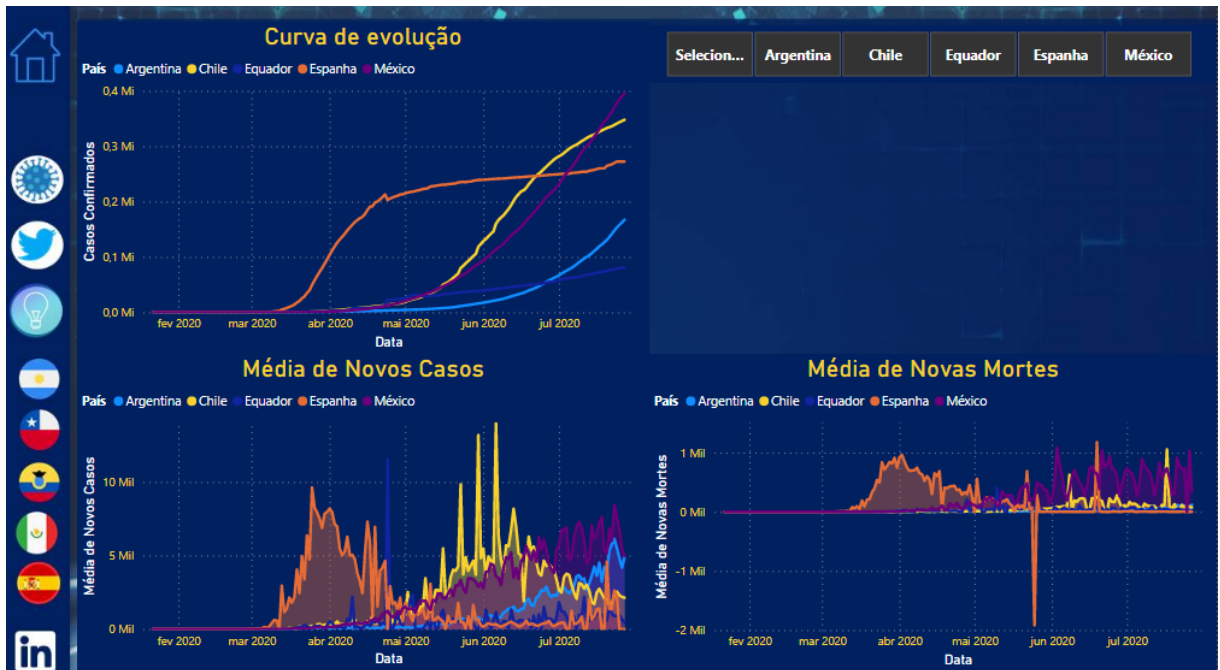 Curva de evolução
País Argentina Chile Equador Espanha México
0,4 Mi
0,3 Mi
0,2 Mi
0,1 Mi
0,0 Mi
Casos Confirmados
fev 2020 mar 2020 abr 2020 mai 2020 jun 2020 jul 2020
Data
Selecion... Argentina Chile Equador Espanha México
Média de Novos Casos
País Argentina Chile Equador Espanha México
10 Mil
5 Mil
0 Mil
Média de Novos Casos
fev 2020 mar 2020 abr 2020 mai 2020 jun 2020 jul 2020
Data
Média de Novas Mortes
País Argentina Chile Equador Espanha México
1 Mil
0 Mil
-1 Mil
-2 Mil
Média de Novas Mortes
fev 2020 mar 2020 abr 2020 mai 2020 jun 2020 jul 2020
Data
in